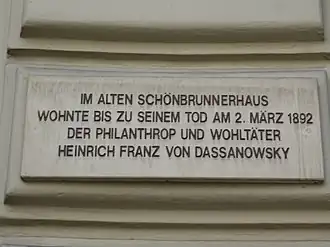 IM ALTEN SCHÖNBRUNNERHAUS
WOHNTE BIS ZU SEINEM TOD AM 2. MÄRZ 1892
DER PHILANTHROP UND WOHLTÄTER
HEINRICH FRANZ VON DASSANOWSKY